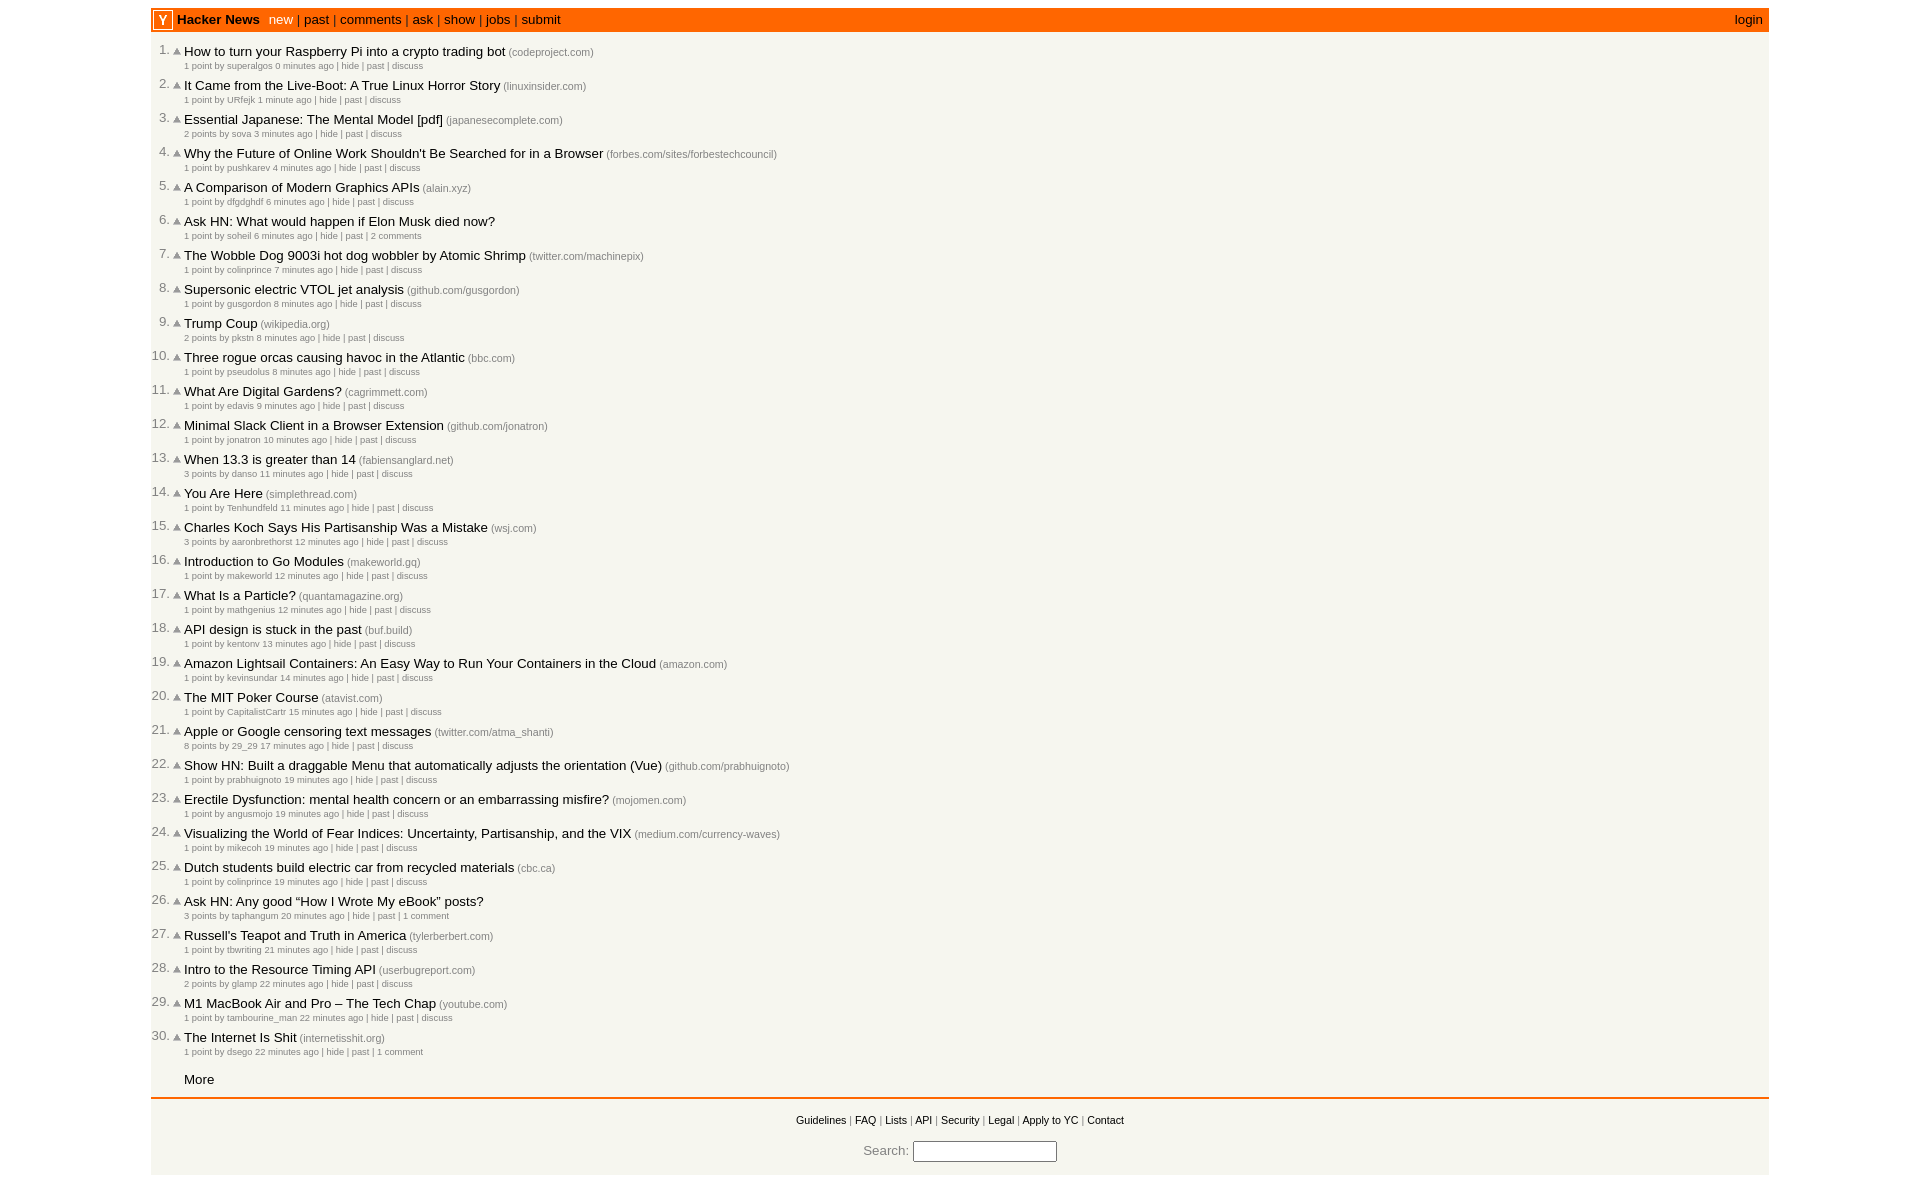 Y Hacker News new | past | comments | ask | show | jobs | submit login
1. How to turn your Raspberry Pi into a crypto trading bot (codeproject.com)
1 point by superalgos 0 minutes ago | hide | past | discuss
2. It Came from the Live-Boot: A True Linux Horror Story (linuxinsider.com)
1 point by URfejk 1 minute ago | hide | past | discuss
3. Essential Japanese: The Mental Model [pdf] (japanesecomplete.com)
2 points by sova 3 minutes ago | hide | past | discuss
4. Why the Future of Online Work Shouldn't Be Searched for in a Browser (forbes.com/sites/forbestechcouncil)
1 point by pushkarev 4 minutes ago | hide | past | discuss
5. A Comparison of Modern Graphics APIs (alain.xyz)
1 point by dfgdghdf 6 minutes ago | hide | past | discuss
6. Ask HN: What would happen if Elon Musk died now?
1 point by soheil 6 minutes ago | hide | past | 2 comments
7. The Wobble Dog 9003i hot dog wobbler by Atomic Shrimp (twitter.com/machinepix)
1 point by colinprince 7 minutes ago | hide | past | discuss
8. Supersonic electric VTOL jet analysis (github.com/gusgordon)
1 point by gusgordon 8 minutes ago | hide | past | discuss
9. Trump Coup (wikipedia.org)
2 points by pkstn 8 minutes ago | hide | past | discuss
10. Three rogue orcas causing havoc in the Atlantic (bbc.com)
1 point by pseudolus 8 minutes ago | hide | past | discuss
11. What Are Digital Gardens? (cagrimmett.com)
1 point by edavis 9 minutes ago | hide | past | discuss
12. Minimal Slack Client in a Browser Extension (github.com/jonatron)
1 point by jonatron 10 minutes ago | hide | past | discuss
13. When 13.3 is greater than 14 (fabiensanglard.net)
3 points by danso 11 minutes ago | hide | past | discuss
14. You Are Here (simplethread.com)
1 point by Tenhundfeld 11 minutes ago | hide | past | discuss
15. Charles Koch Says His Partisanship Was a Mistake (wsj.com)
3 points by aaronbrethorst 12 minutes ago | hide | past | discuss
16. Introduction to Go Modules (makeworld.gq)
1 point by makeworld 12 minutes ago | hide | past | discuss
17. What Is a Particle? (quantamagazine.org)
1 point by mathgenius 12 minutes ago | hide | past | discuss
18. API design is stuck in the past (buf.build)
1 point by kentonv 13 minutes ago | hide | past | discuss
19. Amazon Lightsail Containers: An Easy Way to Run Your Containers in the Cloud (amazon.com)
1 point by kevinsundar 14 minutes ago | hide | past | discuss
20. The MIT Poker Course (atavist.com)
1 point by CapitalistCartr 15 minutes ago | hide | past | discuss
21. Apple or Google censoring text messages (twitter.com/atma_shanti)
8 points by 29_29 17 minutes ago | hide | past | discuss
22. Show HN: Built a draggable Menu that automatically adjusts the orientation (Vue) (github.com/prabhuignoto)
1 point by prabhuignoto 19 minutes ago | hide | past | discuss
23. Erectile Dysfunction: mental health concern or an embarrassing misfire? (mojomen.com)
1 point by angusmojo 19 minutes ago | hide | past | discuss
24. Visualizing the World of Fear Indices: Uncertainty, Partisanship, and the VIX (medium.com/currency-waves)
1 point by mikecoh 19 minutes ago | hide | past | discuss
25. Dutch students build electric car from recycled materials (cbc.ca)
1 point by colinprince 19 minutes ago | hide | past | discuss
26. Ask HN: Any good “How I Wrote My eBook” posts?
3 points by taphangum 20 minutes ago | hide | past | 1 comment
27. Russell's Teapot and Truth in America (tylerberbert.com)
1 point by tbwriting 21 minutes ago | hide | past | discuss
28. Intro to the Resource Timing API (userbugreport.com)
2 points by glamp 22 minutes ago | hide | past | discuss
29. M1 MacBook Air and Pro – The Tech Chap (youtube.com)
1 point by tambourine_man 22 minutes ago | hide | past | discuss
30. The Internet Is Shit (internetisshit.org)
1 point by dsego 22 minutes ago | hide | past | 1 comment
More
Guidelines | FAQ | Lists | API | Security | Legal | Apply to YC | Contact
Search: